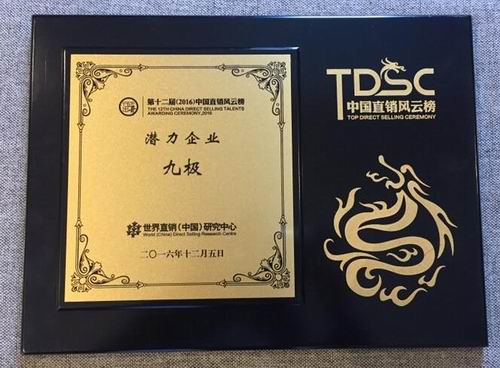 第十二届(2016)中国直销风云榜
THE 12TH CHINA DIRECT SELLING TALENTS
AWARDING CEREMONY,2016
潜力企业
九极
世界直销(中国)研究中心
World (China) Direct Selling Research Centre
二〇一六年十二月五日
TDSC
中国直销风云榜
TOP DIRECT SELLING CEREMONY